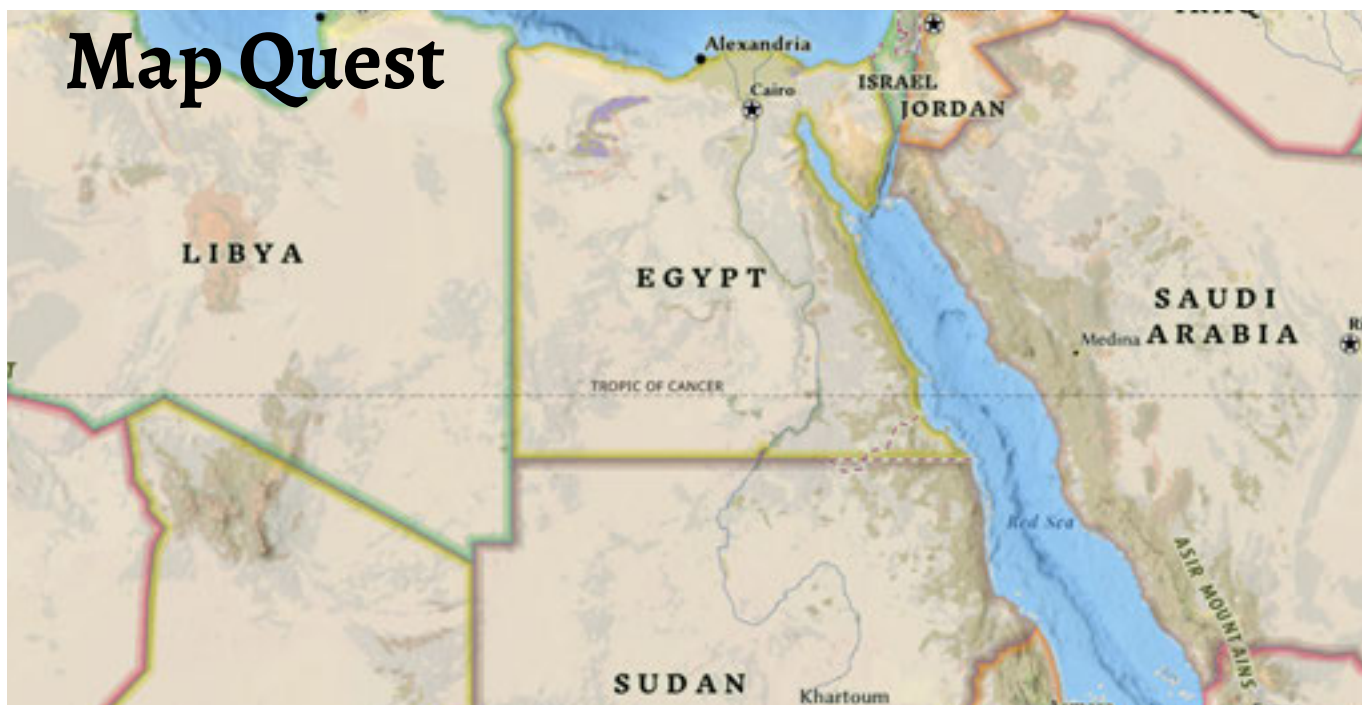 Map Quest
Alexandria
Cairo
ISRAEL
JORDAN
LIBYA
EGYPT
SAUDI
ARABIA
Medina
TROPIC OF CANCER
Red Sea
ASIR MOUNTAINS
SUDAN
Khartoum